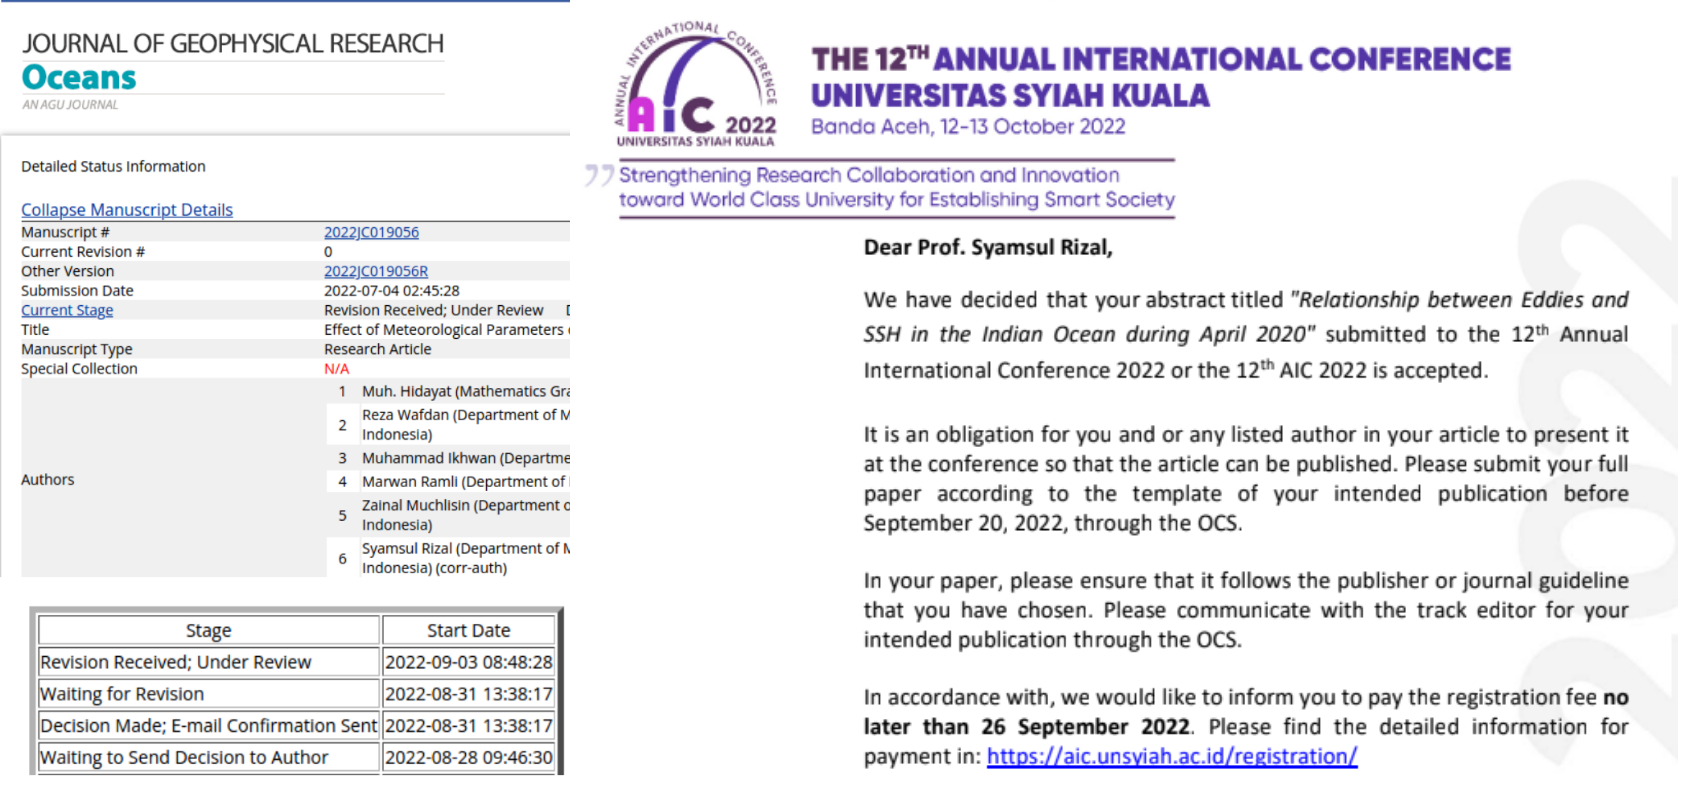 JOURNAL OF GEOPHYSICAL RESEARCH
Oceans
AN AGU JOURNAL
Detailed Status Information
Collapse Manuscript Details
Manuscript # 2022JC019056
Current Revision # 0
Other Version 2022JC019056R
Submission Date 2022-07-04 02:45:28
Current Stage Revision Received; Under Review
Title Effect of Meteorological Parameters
Manuscript Type Research Article
Special Collection N/A
Authors
1 Muh. Hidayat (Mathematics
2 Reza Wafdan (Department of
Indonesia)
3 Muhammad Ikhwan
4 Marwan Ramli (Department of
5 Zainal Muchlisin (Department
Indonesia)
6 Syamsul Rizal (Department of
Indonesia) (corr-auth)
Stage Start Date
Revision Received; Under Review 2022-09-03 08:48:28
Waiting for Revision 2022-08-31 13:38:17
Decision Made; E-mail Confirmation Sent 2022-08-31 13:38:17
Waiting to Send Decision to Author 2022-08-28 09:46:30
ANNUAL INTERNATIONAL CONFERENCE
AiC 2022
UNIVERSITAS SYIAH KUALA
THE 12TH ANNUAL INTERNATIONAL CONFERENCE
UNIVERSITAS SYIAH KUALA
Banda Aceh, 12-13 October 2022
Strengthening Research Collaboration and Innovation
toward World Class University for Establishing Smart Society
Dear Prof. Syamsul Rizal,
We have decided that your abstract titled "Relationship between Eddies and
SSH in the Indian Ocean during April 2020" submitted to the 12th Annual
International Conference 2022 or the 12th AIC 2022 is accepted.
It is an obligation for you and or any listed author in your article to present it
at the conference so that the article can be published. Please submit your full
paper according to the template of your intended publication before
September 20, 2022, through the OCS.
In your paper, please ensure that it follows the publisher or journal guideline
that you have chosen. Please communicate with the track editor for your
intended publication through the OCS.
In accordance with, we would like to inform you to pay the registration fee no
later than 26 September 2022. Please find the detailed information for
payment in: https://aic.unsyiah.ac.id/registration/
2022